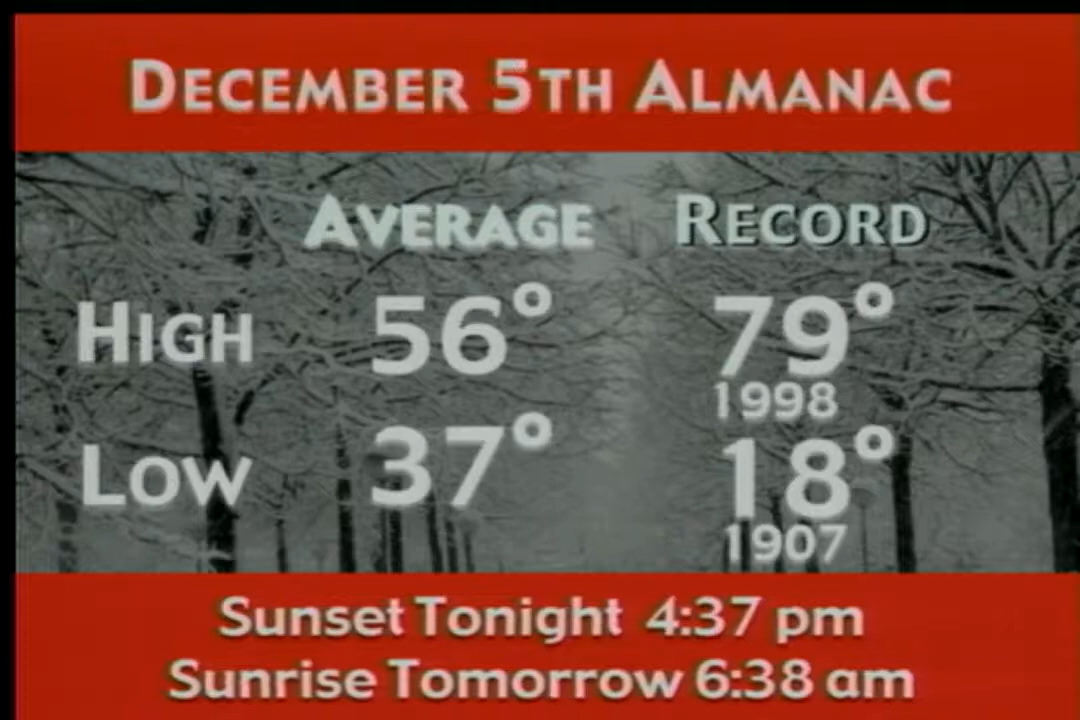 DECEMBER 5TH ALMANAC
AVERAGE RECORD
HIGH 56° 79°
1998
LOW 37° 18°
1907
Sunset Tonight 4:37 pm
Sunrise Tomorrow 6:38 am